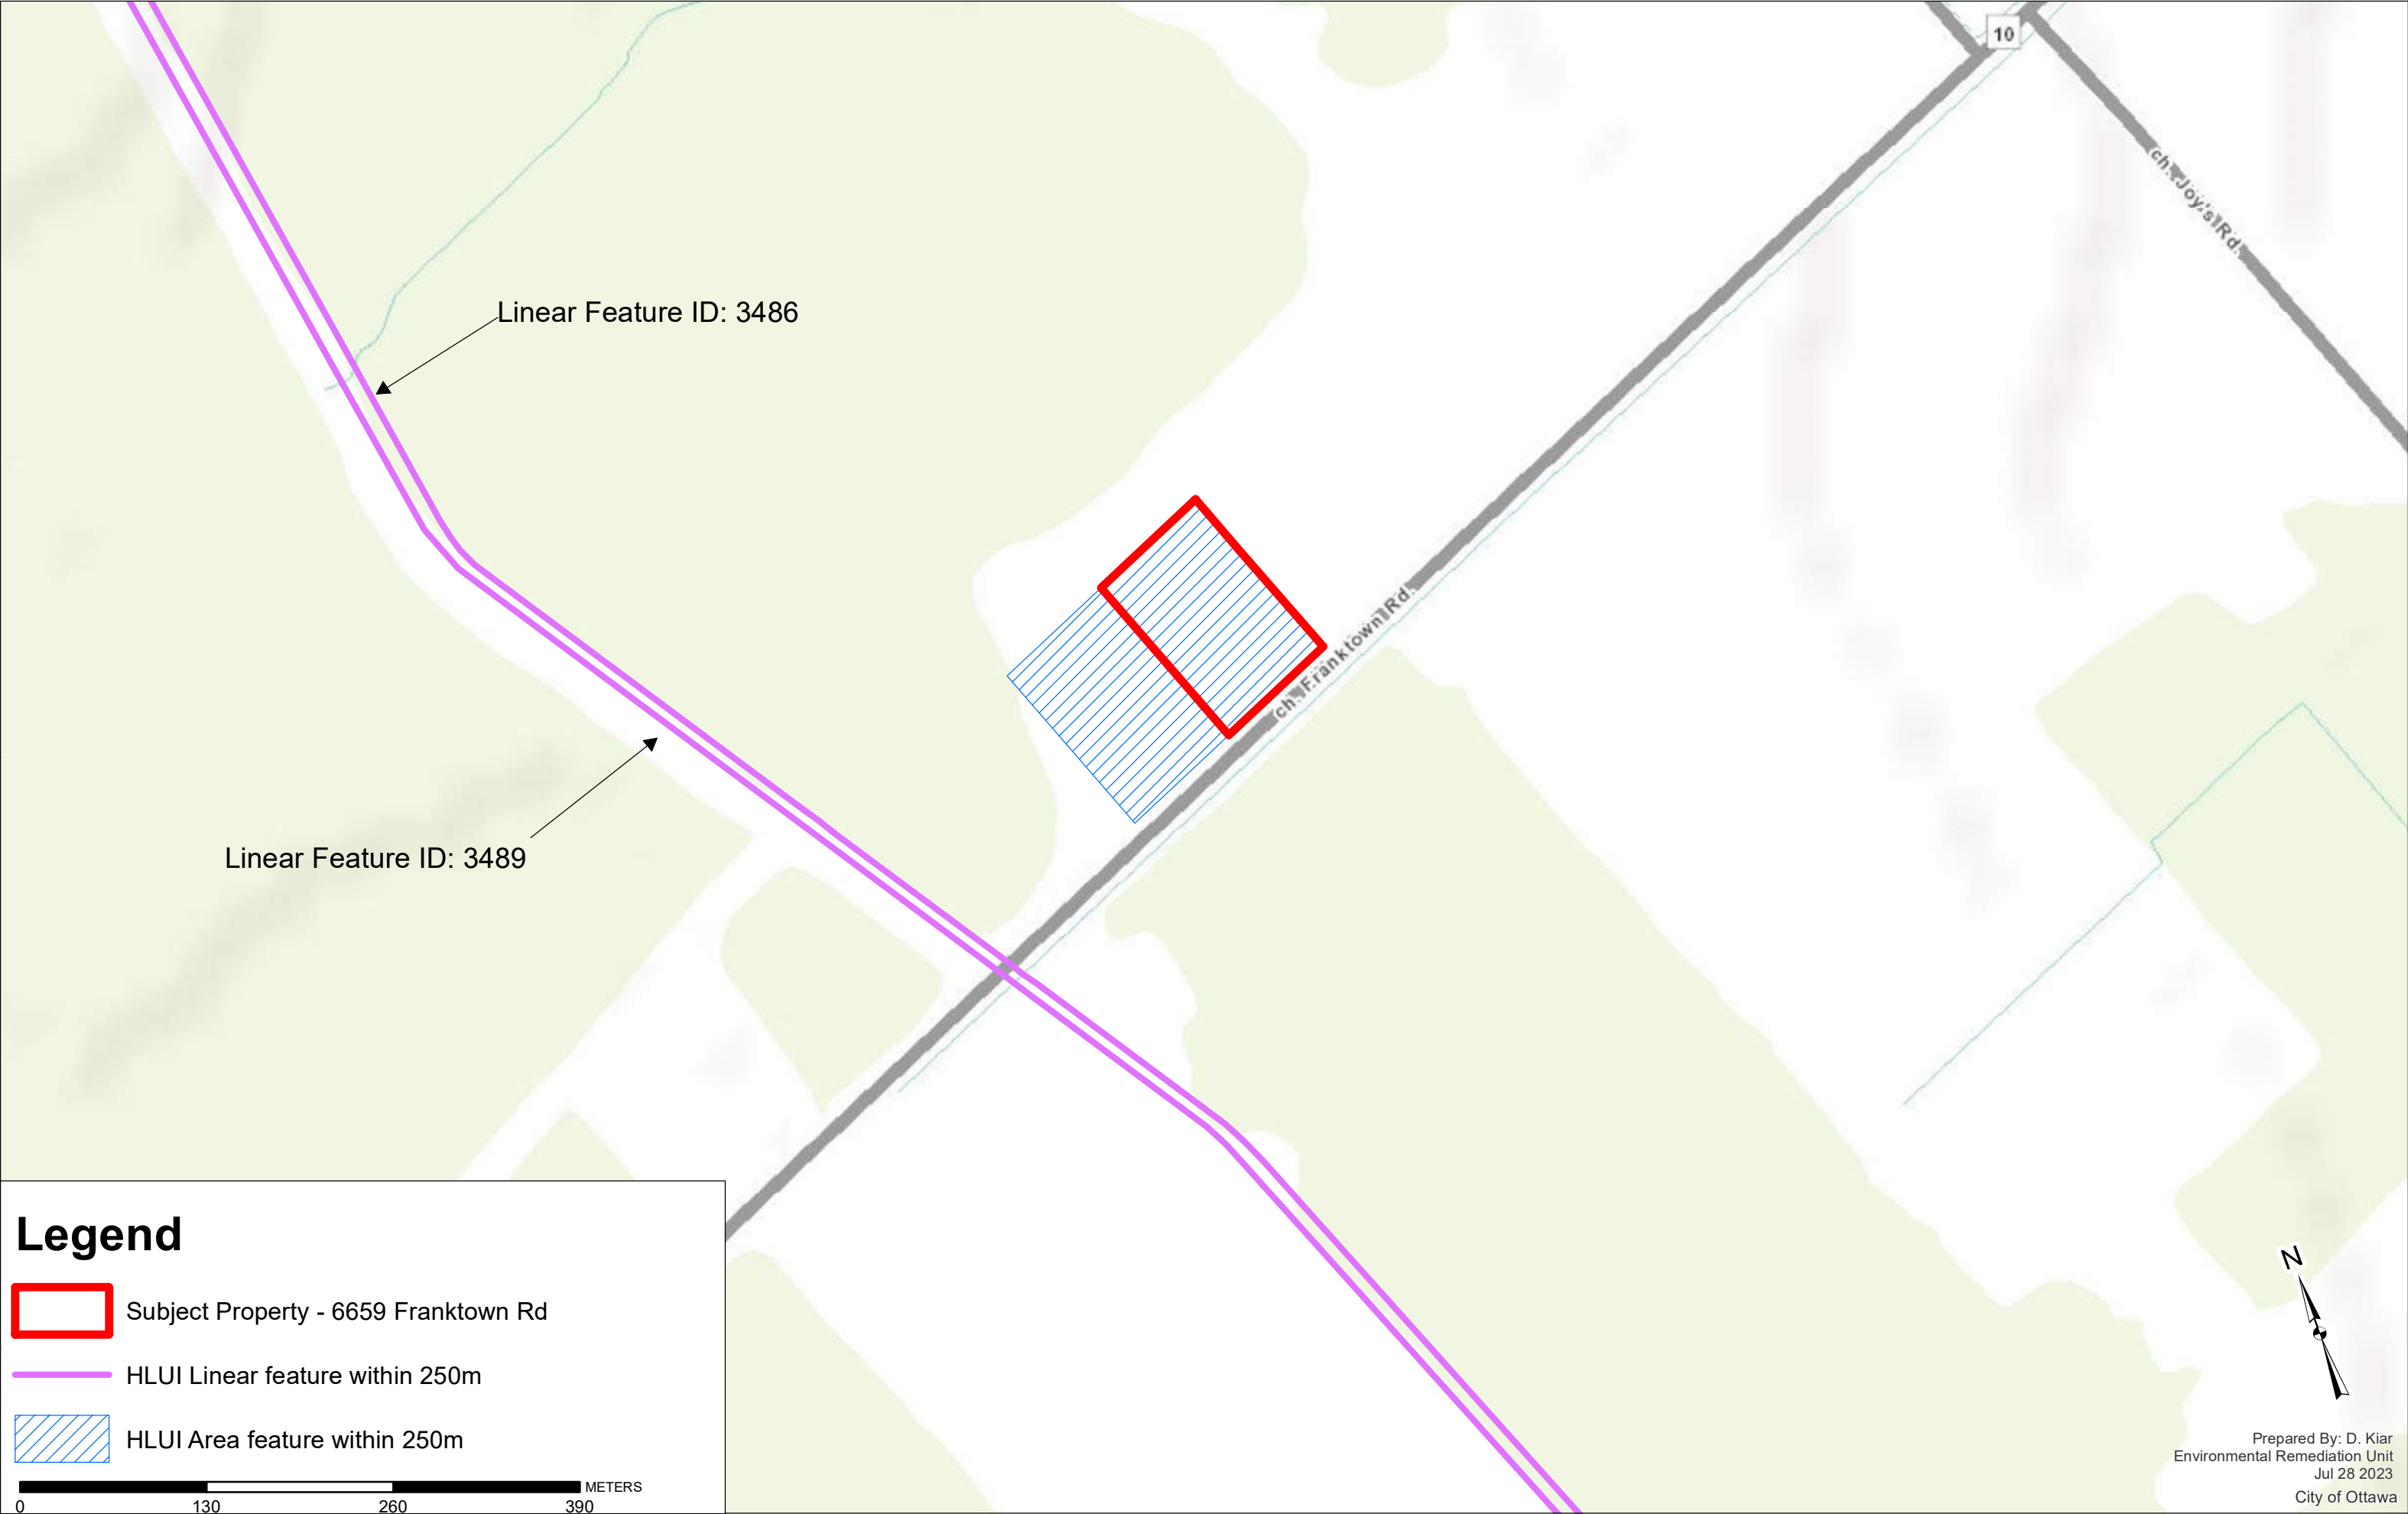 10
ch. Joy's Rd.
Linear Feature ID: 3486
ch. Franktown Rd.
Linear Feature ID: 3489
Legend
Subject Property - 6659 Franktown Rd
HLUI Linear feature within 250m
HLUI Area feature within 250m
METERS
0 130 260 390
N
Prepared By: D. Kiar
Environmental Remediation Unit
Jul 28 2023
City of Ottawa